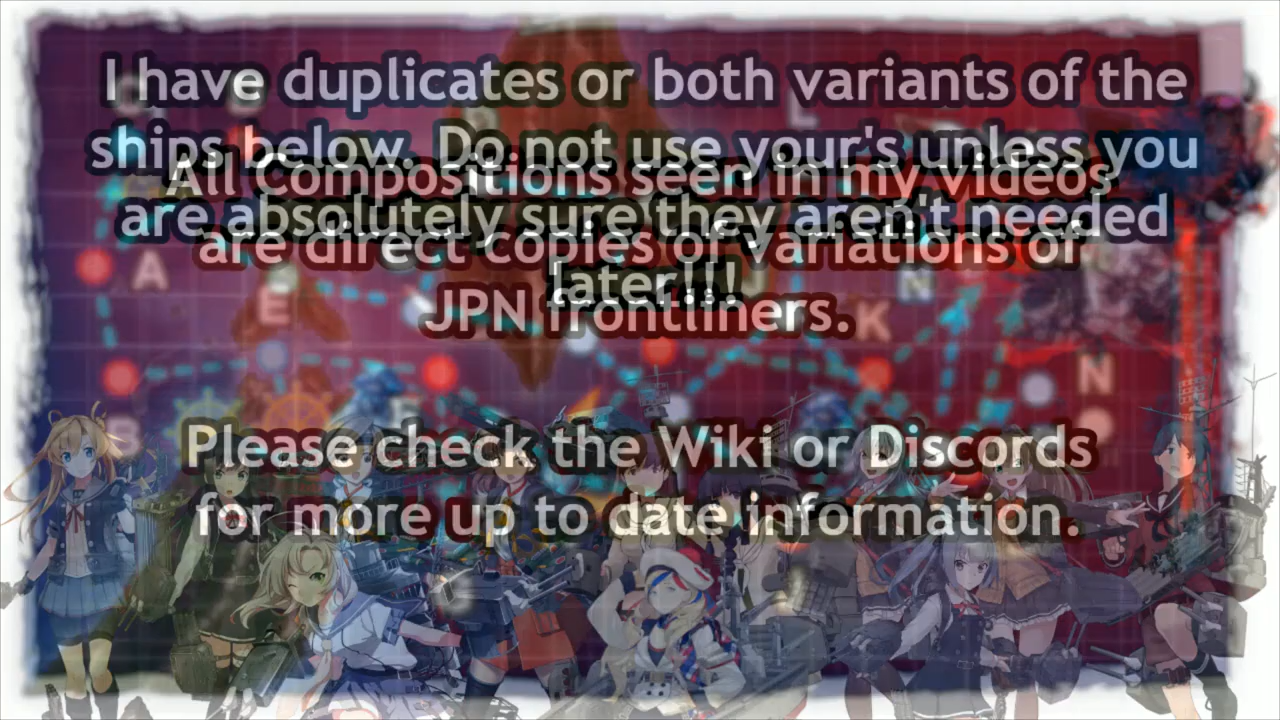 I have duplicates or both variants of the
ships below. Do not use your's unless you
are absolutely sure they aren't needed
later!!!
All Compositions seen in my videos
are direct copies or variations of
JPN frontliners.
Please check the Wiki or Discords
for more up to date information.
A
E
B
L
J
N
K
N